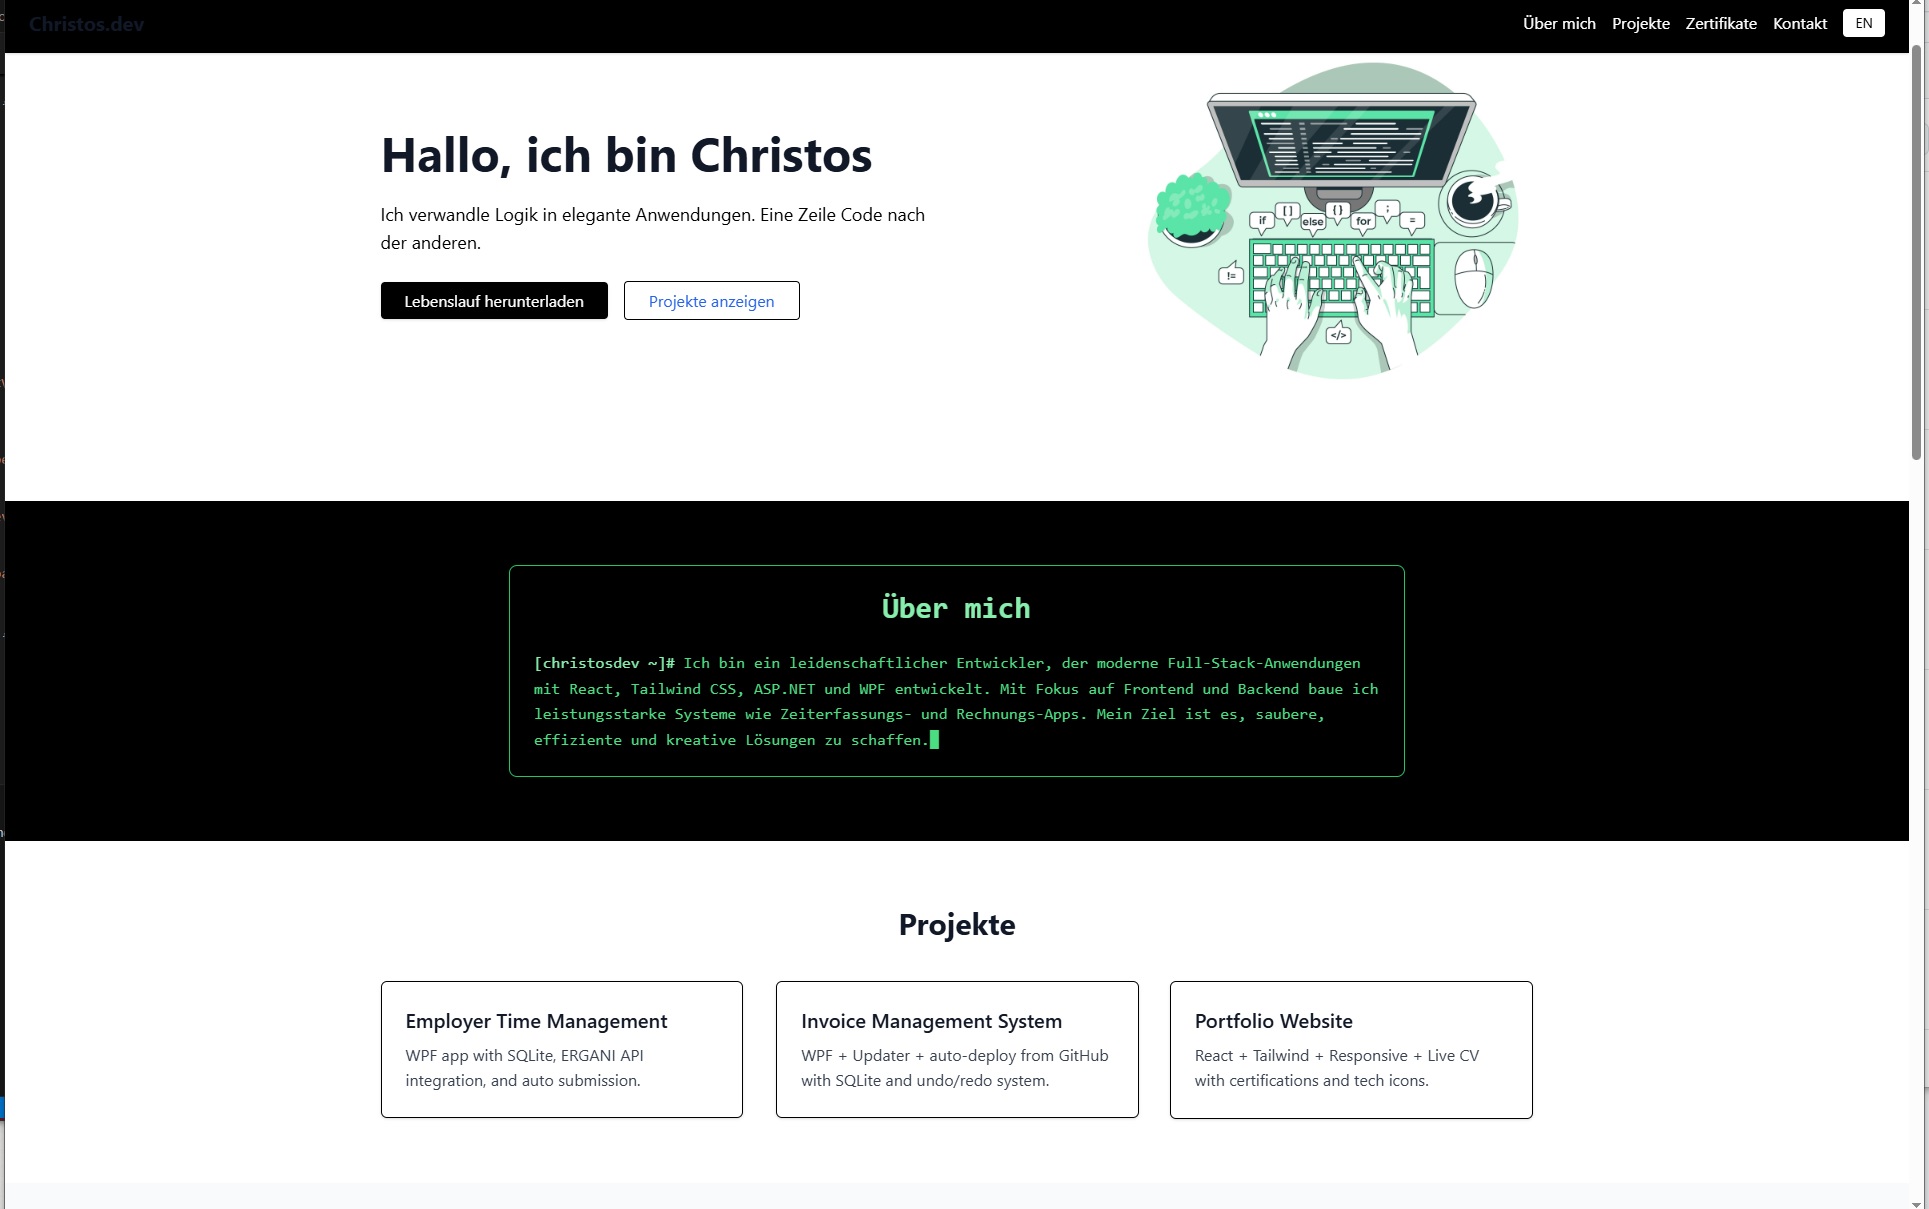 Christos.dev
Über mich Projekte Zertifikate Kontakt EN
Hallo, ich bin Christos
Ich verwandle Logik in elegante Anwendungen. Eine Zeile Code nach
der anderen.
Lebenslauf herunterladen Projekte anzeigen
if [] else {} for ; =
!=
</>
Über mich
[christosdev ~]# Ich bin ein leidenschaftlicher Entwickler, der moderne Full-Stack-Anwendungen
mit React, Tailwind CSS, ASP.NET und WPF entwickelt. Mit Fokus auf Frontend und Backend baue ich
leistungsstarke Systeme wie Zeiterfassungs- und Rechnungs-Apps. Mein Ziel ist es, saubere,
effiziente und kreative Lösungen zu schaffen.
Projekte
Employer Time Management
WPF app with SQLite, ERGANI API
integration, and auto submission.
Invoice Management System
WPF + Updater + auto-deploy from GitHub
with SQLite and undo/redo system.
Portfolio Website
React + Tailwind + Responsive + Live CV
with certifications and tech icons.